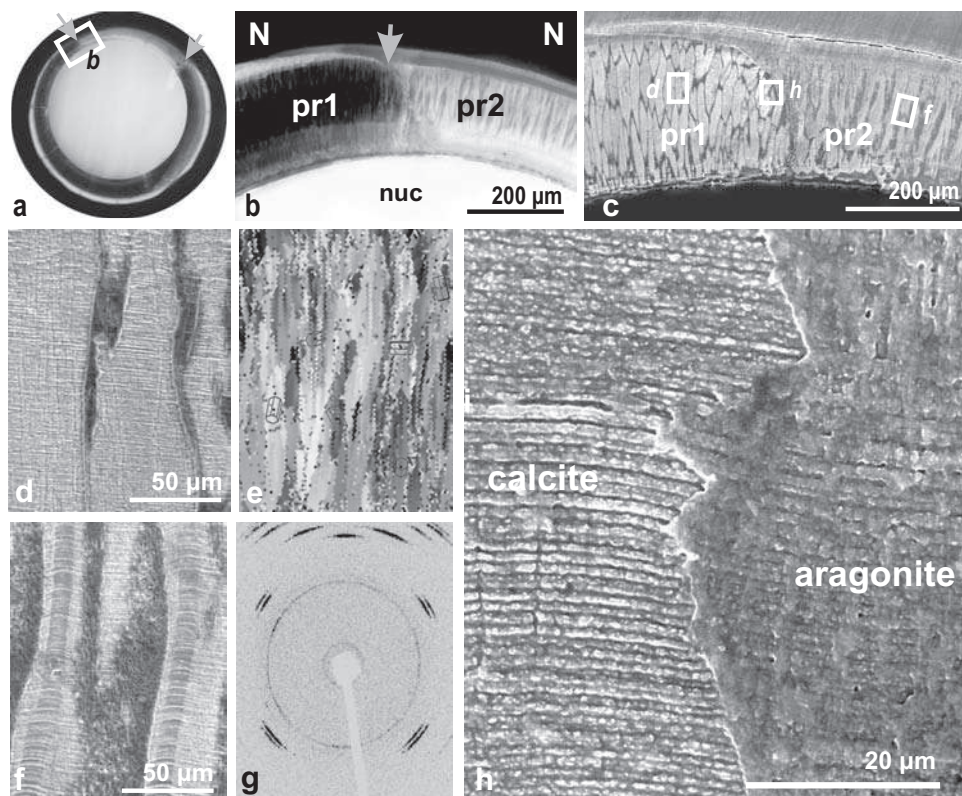 b
a
N N
pr1 pr2
nuc
b 200 µm
d h f
pr1 pr2
c 200 µm
d 50 µm
e
f 50 µm
g
calcite
aragonite
h 20 µm